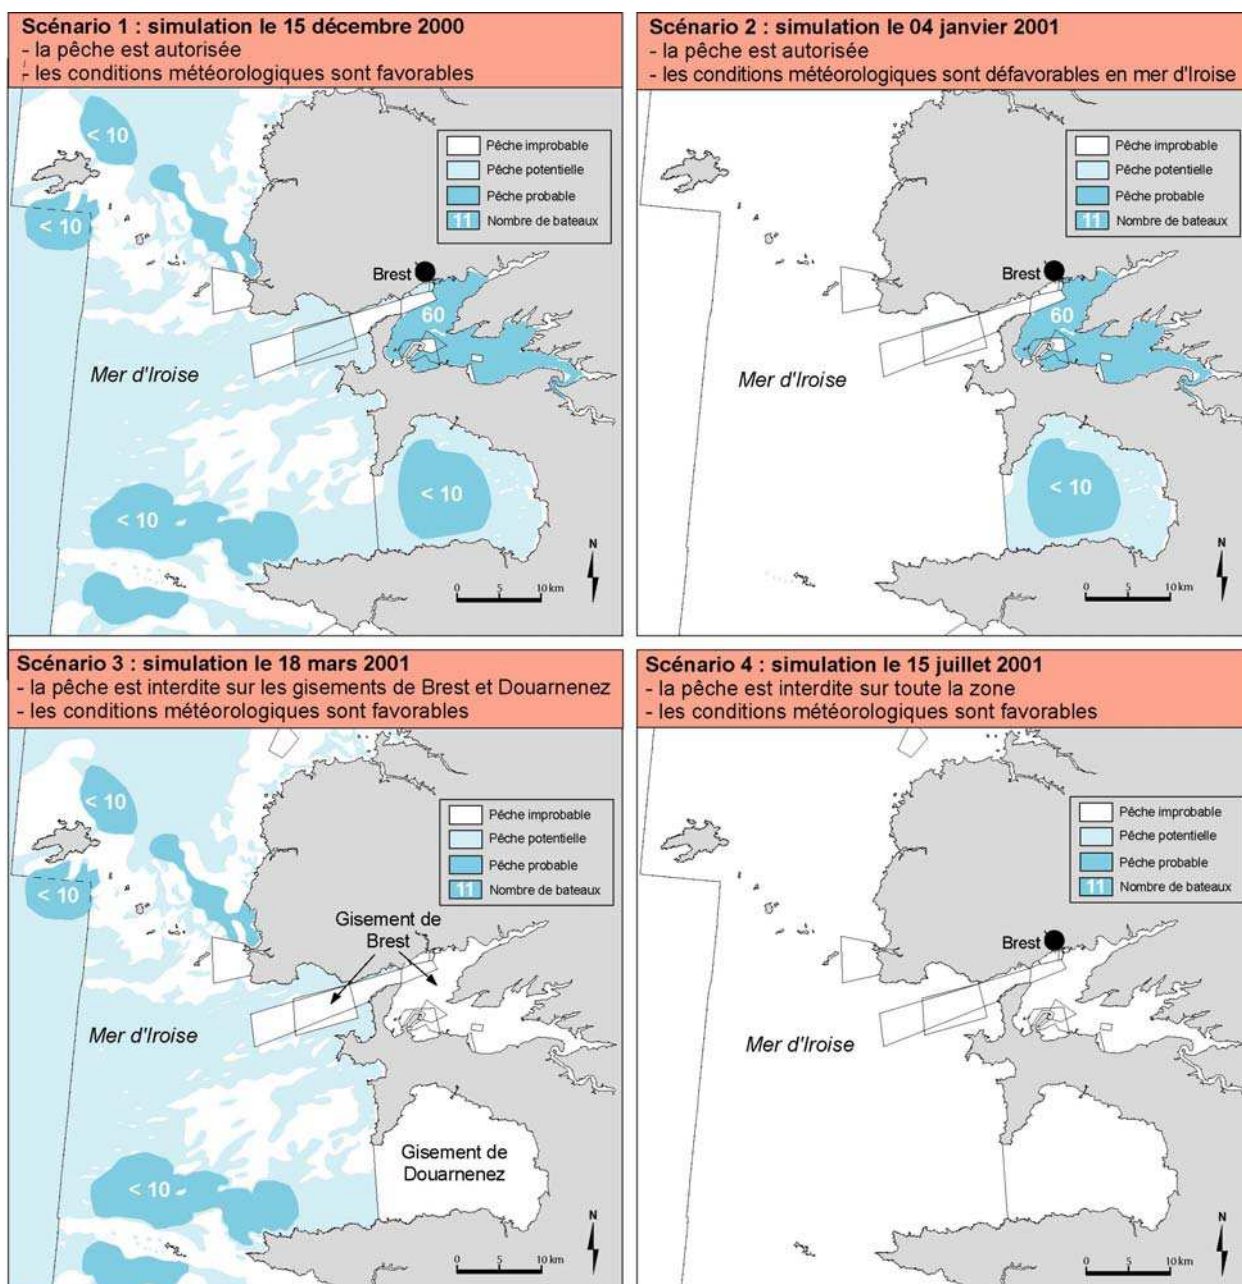 Scénario 1 : simulation le 15 décembre 2000
- la pêche est autorisée
- les conditions météorologiques sont favorables
< 10
< 10
Pêche improbable
Pêche potentielle
Pêche probable
11 Nombre de bateaux
Brest
60
Mer d'Iroise
< 10
< 10
N
0 5 10 km
Scénario 2 : simulation le 04 janvier 2001
- la pêche est autorisée
- les conditions météorologiques sont défavorables en mer d'Iroise
Pêche improbable
Pêche potentielle
Pêche probable
11 Nombre de bateaux
Brest
60
Mer d'Iroise
< 10
N
0 5 10 km
Scénario 3 : simulation le 18 mars 2001
- la pêche est interdite sur les gisements de Brest et Douarnenez
- les conditions météorologiques sont favorables
< 10
< 10
Pêche improbable
Pêche potentielle
Pêche probable
11 Nombre de bateaux
Gisement de
Brest
Mer d'Iroise
Gisement de
Douarnenez
< 10
N
0 5 10 km
Scénario 4 : simulation le 15 juillet 2001
- la pêche est interdite sur toute la zone
- les conditions météorologiques sont favorables
Pêche improbable
Pêche potentielle
Pêche probable
11 Nombre de bateaux
Brest
Mer d'Iroise
N
0 5 10 km